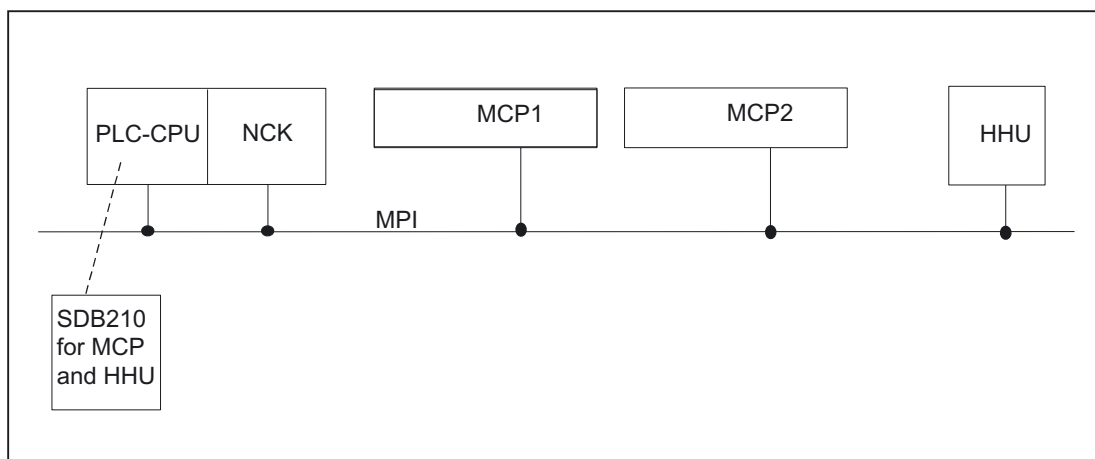 PLC-CPU
NCK
MCP1
MCP2
HHU
MPI
SDB210
for MCP
and HHU